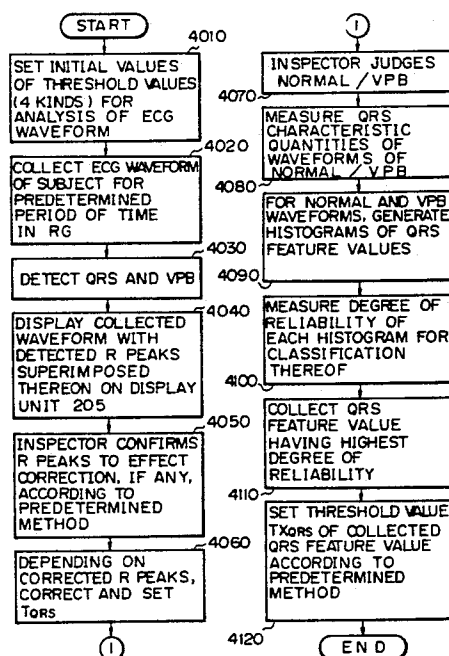 START
4010
SET INITIAL VALUES
OF THRESHOLD VALUES
(4 KINDS) FOR
ANALYSIS OF ECG
WAVEFORM
4020
COLLECT ECG WAVEFORM
OF SUBJECT FOR
PREDETERMINED
PERIOD OF TIME
IN RG
4030
DETECT QRS AND VPB
4040
DISPLAY COLLECTED
WAVEFORM WITH
DETECTED R PEAKS
SUPERIMPOSED
THEREON ON DISPLAY
UNIT 205
4050
INSPECTOR CONFIRMS
R PEAKS TO EFFECT
CORRECTION, IF ANY,
ACCORDING TO
PREDETERMINED
METHOD
4060
DEPENDING ON
CORRECTED R PEAKS,
CORRECT AND SET
TQRS
1
1
INSPECTOR JUDGES
NORMAL / VPB
4070
MEASURE QRS
CHARACTERISTIC
QUANTITIES OF
WAVEFORMS OF
NORMAL / VPB
4080
FOR NORMAL AND VPB
WAVEFORMS, GENERATE
HISTOGRAMS OF QRS
FEATURE VALUES
4090
MEASURE DEGREE OF
RELIABILITY OF
EACH HISTOGRAM FOR
CLASSIFICATION
THEREOF
4100
COLLECT QRS
FEATURE VALUE
HAVING HIGHEST
DEGREE OF
RELIABILITY
4110
SET THRESHOLD VALUE
TXQRS OF COLLECTED
QRS FEATURE VALUE
ACCORDING TO
PREDETERMINED
METHOD
4120
END